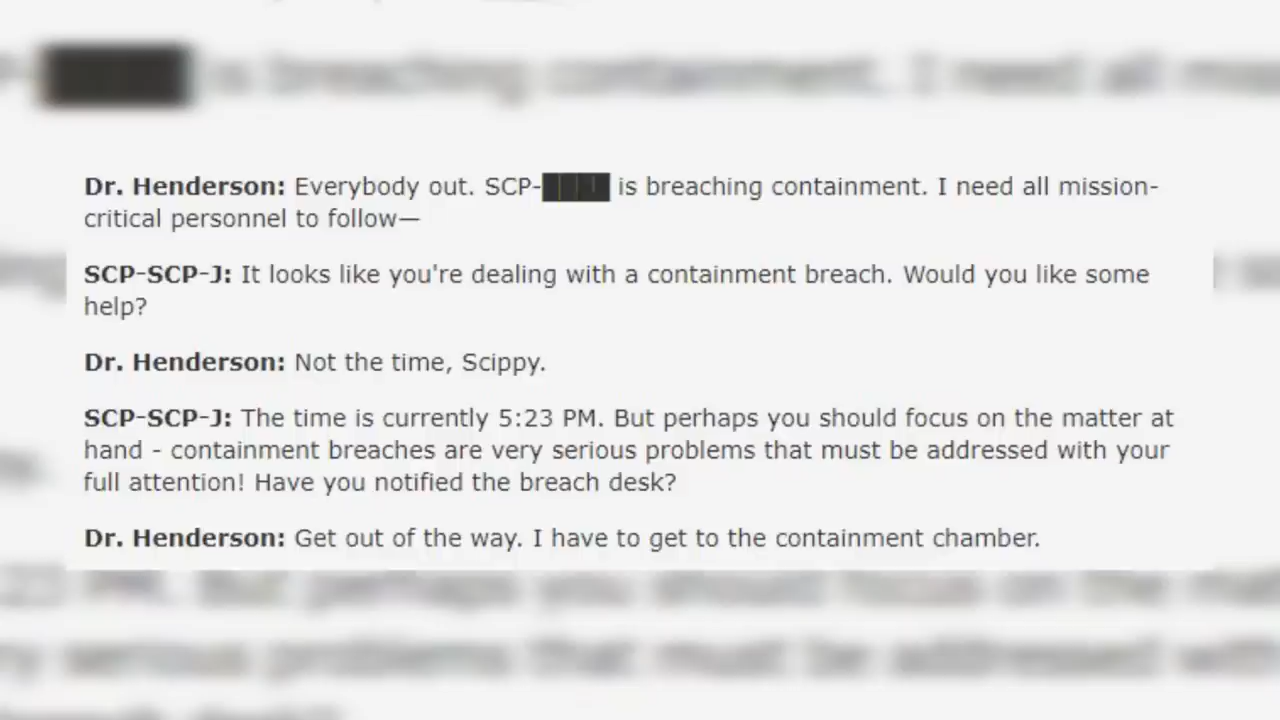 Dr. Henderson: Everybody out. SCP-████ is breaching containment. I need all mission-
critical personnel to follow—
SCP-SCP-J: It looks like you're dealing with a containment breach. Would you like some
help?
Dr. Henderson: Not the time, Scippy.
SCP-SCP-J: The time is currently 5:23 PM. But perhaps you should focus on the matter at
hand - containment breaches are very serious problems that must be addressed with your
full attention! Have you notified the breach desk?
Dr. Henderson: Get out of the way. I have to get to the containment chamber.